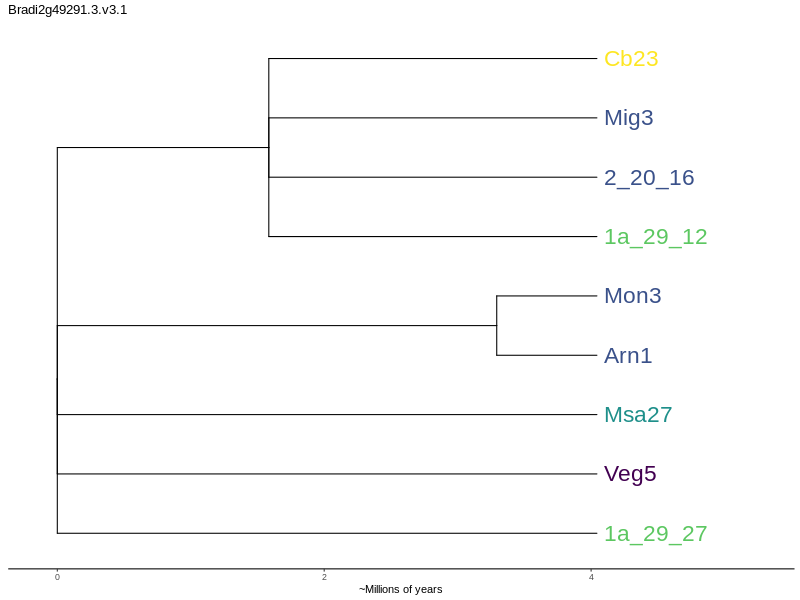 Bradi2g49291.3.v3.1
Cb23
Mig3
2_20_16
1a_29_12
Mon3
Arn1
Msa27
Veg5
1a_29_27
0 2 4
~Millions of years